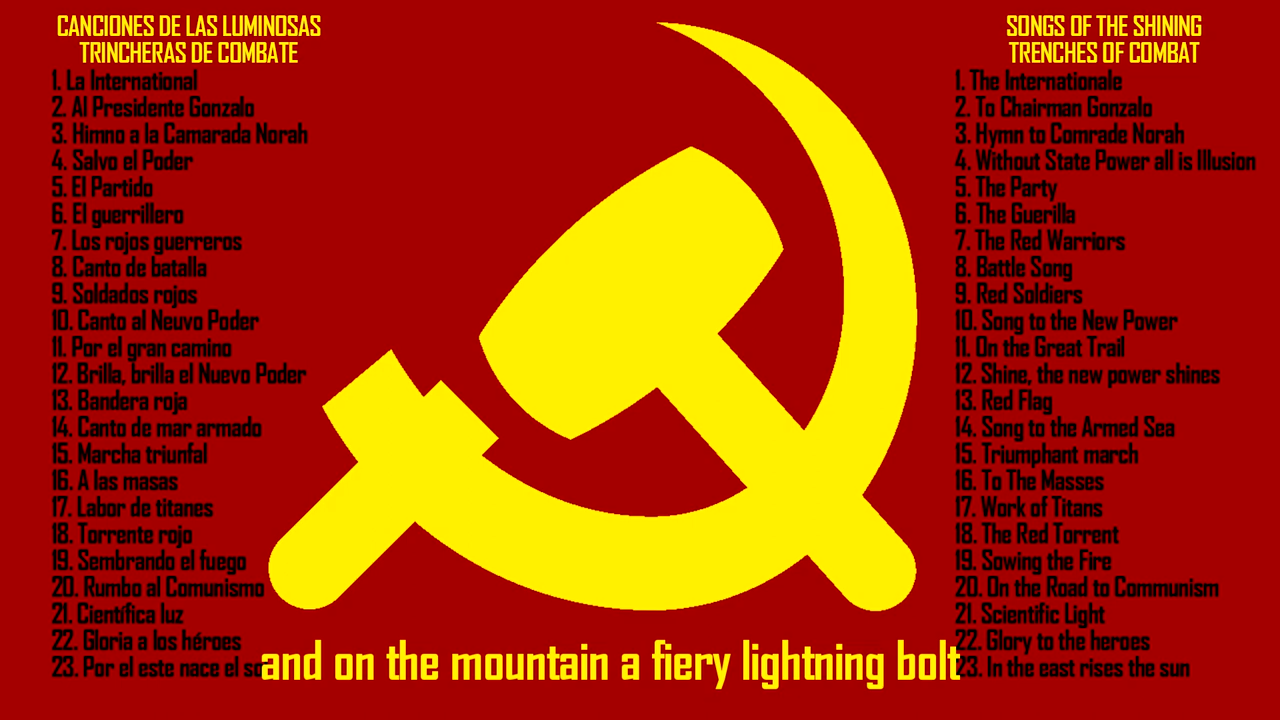 CANCIONES DE LAS LUMINOSAS
TRINCHERAS DE COMBATE
1. La International
2. Al Presidente Gonzalo
3. Himno a la Camarada Norah
4. Salvo el Poder
5. El Partido
6. El guerrillero
7. Los rojos guerreros
8. Canto de batalla
9. Soldados rojos
10. Canto al Neuvo Poder
11. Por el gran camino
12. Brilla, brilla el Nuevo Poder
13. Bandera roja
14. Canto de mar armado
15. Marcha triunfal
16. A las masas
17. Labor de titanes
18. Torrente rojo
19. Sembrando el fuego
20. Rumbo al Comunismo
21. Científica luz
22. Gloria a los héroes
23. Por el este nace el so
SONGS OF THE SHINING
TRENCHES OF COMBAT
1. The Internationale
2. To Chairman Gonzalo
3. Hymn to Comrade Norah
4. Without State Power all is Illusion
5. The Party
6. The Guerilla
7. The Red Warriors
8. Battle Song
9. Red Soldiers
10. Song to the New Power
11. On the Great Trail
12. Shine, the new power shines
13. Red Flag
14. Song to the Armed Sea
15. Triumphant march
16. To The Masses
17. Work of Titans
18. The Red Torrent
19. Sowing the Fire
20. On the Road to Communism
21. Scientific Light
22. Glory to the heroes
23. In the east rises the sun
and on the mountain a fiery lightning bolt